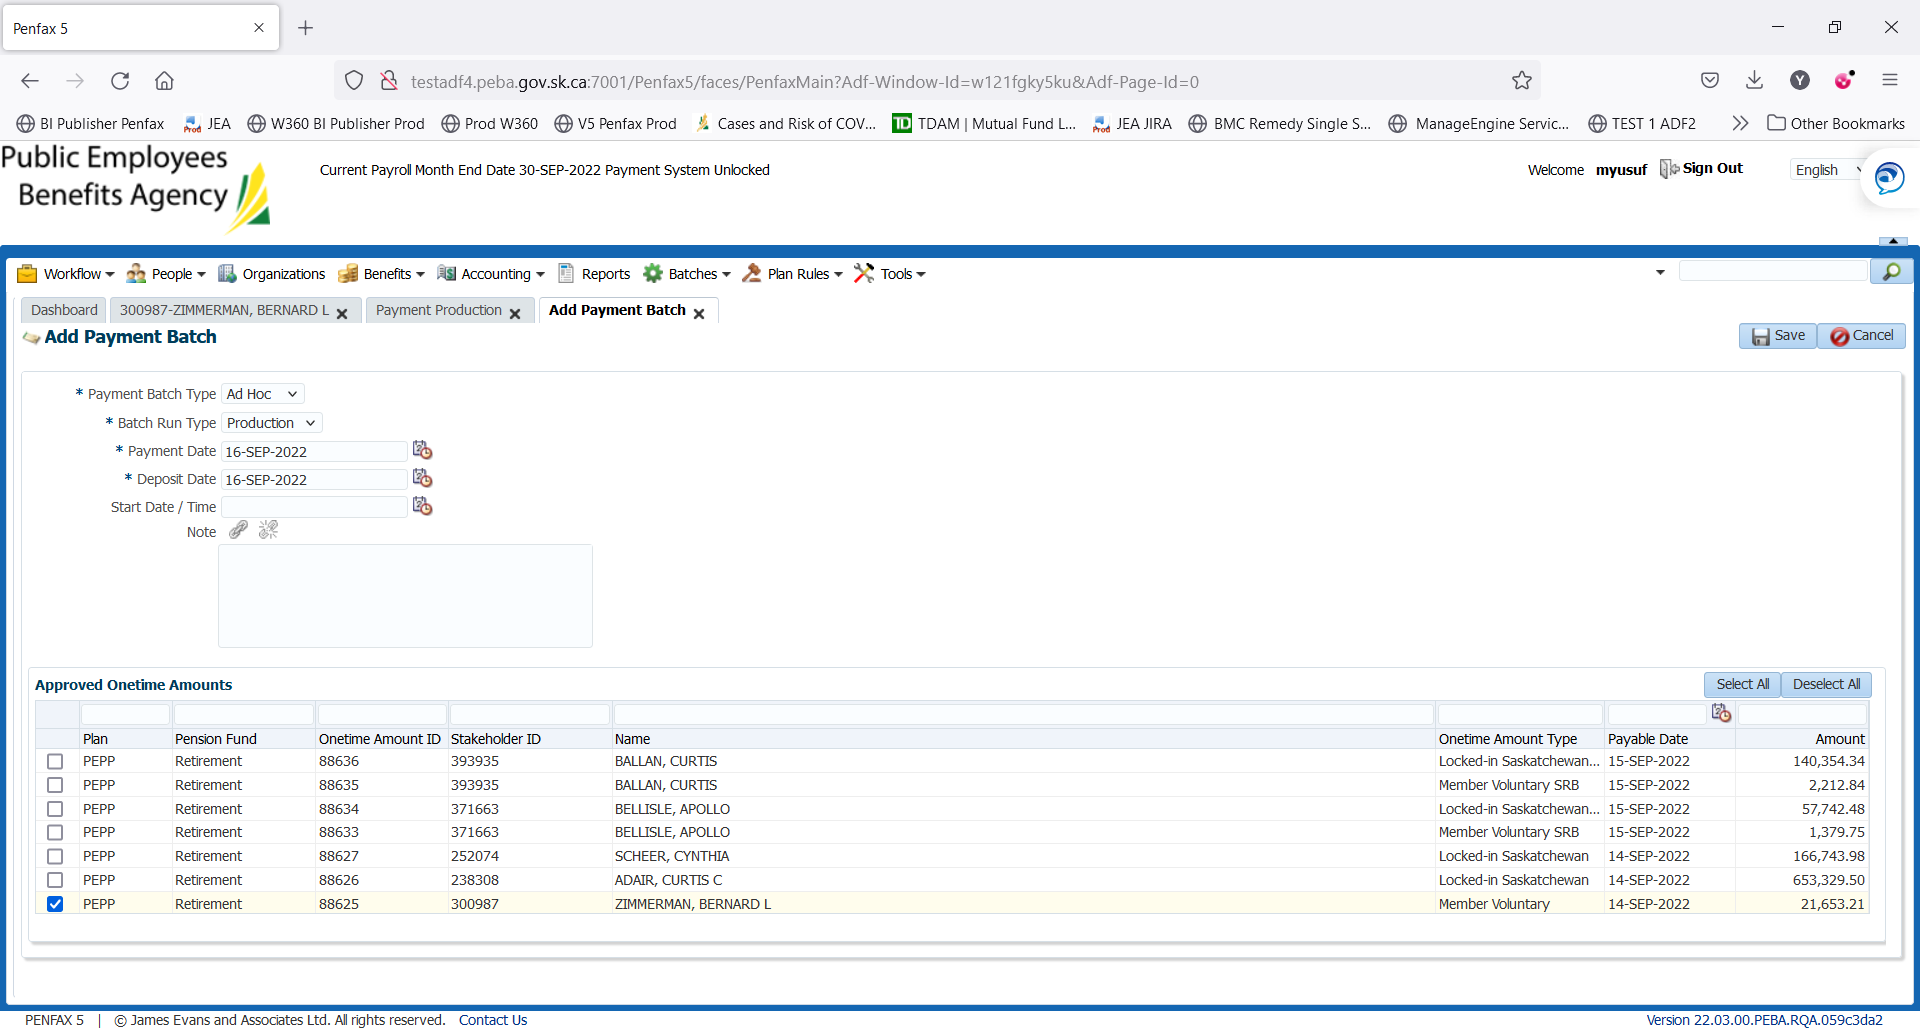 Penfax 5
testadf4.peba.gov.sk.ca:7001/Penfax5/faces/PenfaxMain?Adf-Window-Id=w121fgky5ku&Adf-Page-Id=0
Y
BI Publisher Penfax JEA W360 BI Publisher Prod Prod W360 V5 Penfax Prod Cases and Risk of COV... TD TDAM | Mutual Fund L... JEA JIRA BMC Remedy Single S... ManageEngine Servic... TEST 1 ADF2 Other Bookmarks
Public Employees
Benefits Agency
Current Payroll Month End Date 30-SEP-2022 Payment System Unlocked
Welcome myusuf Sign Out English
Workflow People Organizations Benefits Accounting Reports Batches Plan Rules Tools
Dashboard 300987-ZIMMERMAN, BERNARD L Payment Production Add Payment Batch
Add Payment Batch Save Cancel
* Payment Batch Type Ad Hoc
* Batch Run Type Production
* Payment Date 16-SEP-2022
* Deposit Date 16-SEP-2022
Start Date / Time
Note
Approved Onetime Amounts Select All Deselect All
Plan Pension Fund Onetime Amount ID Stakeholder ID Name Onetime Amount Type Payable Date Amount
PEPP Retirement 88636 393935 BALLAN, CURTIS Locked-in Saskatchewan... 15-SEP-2022 140,354.34
PEPP Retirement 88635 393935 BALLAN, CURTIS Member Voluntary SRB 15-SEP-2022 2,212.84
PEPP Retirement 88634 371663 BELLISLE, APOLLO Locked-in Saskatchewan... 15-SEP-2022 57,742.48
PEPP Retirement 88633 371663 BELLISLE, APOLLO Member Voluntary SRB 15-SEP-2022 1,379.75
PEPP Retirement 88627 252074 SCHEER, CYNTHIA Locked-in Saskatchewan 14-SEP-2022 166,743.98
PEPP Retirement 88626 238308 ADAIR, CURTIS C Locked-in Saskatchewan 14-SEP-2022 653,329.50
PEPP Retirement 88625 300987 ZIMMERMAN, BERNARD L Member Voluntary 14-SEP-2022 21,653.21
PENFAX 5 | © James Evans and Associates Ltd. All rights reserved. Contact Us Version 22.03.00.PEBA.RQA.059c3da2